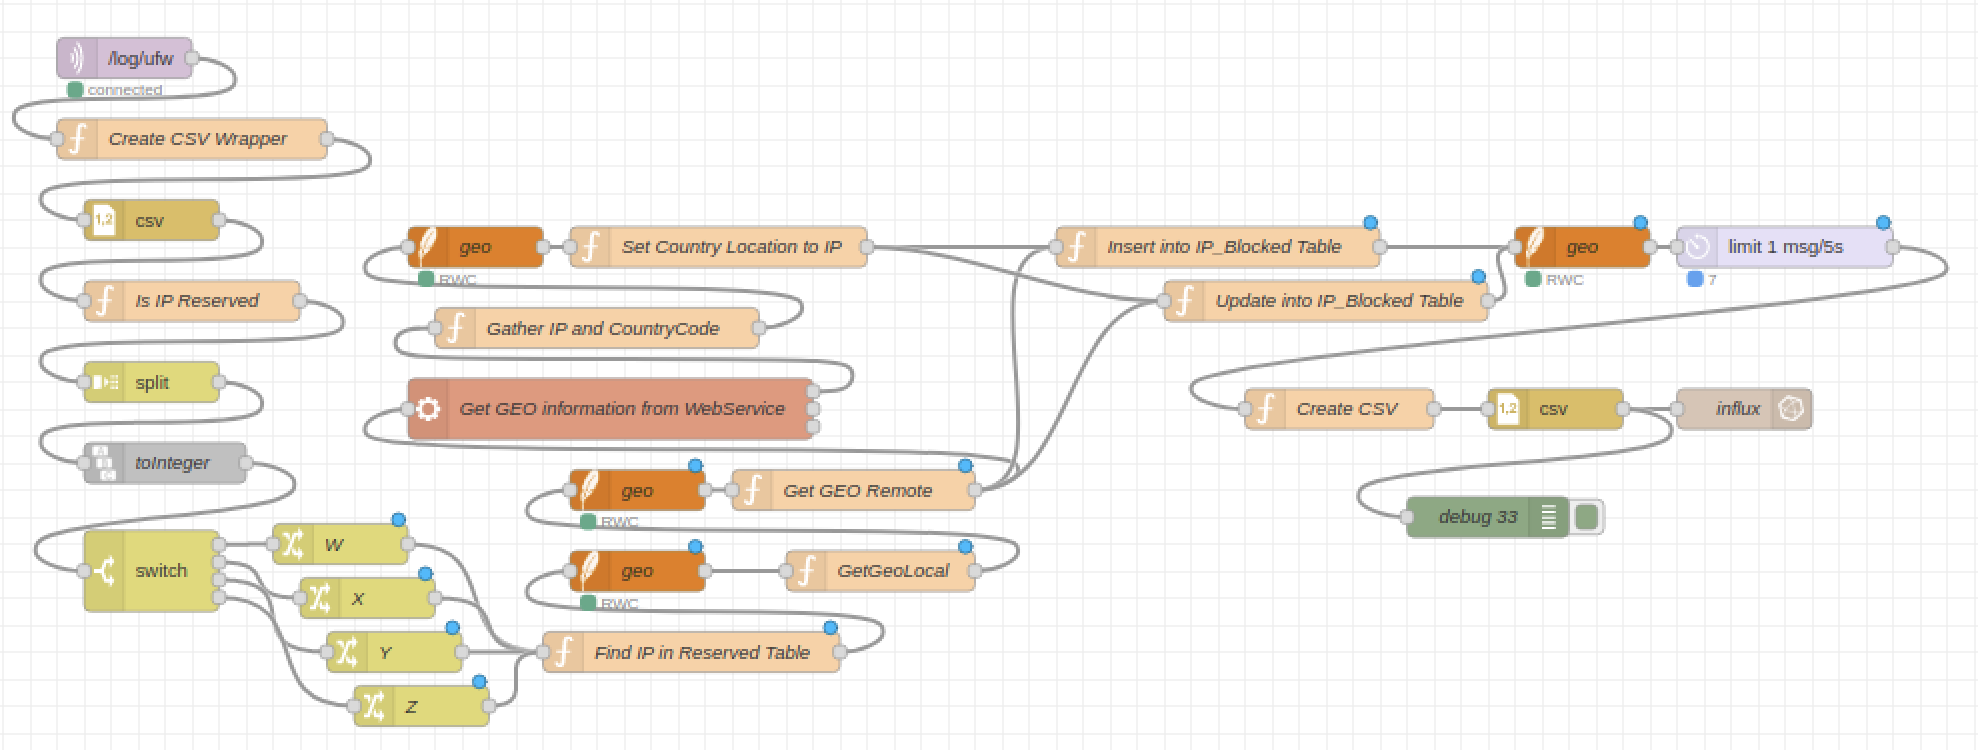 /log/ufw
connected
Create CSV Wrapper
1,2 csv
Is IP Reserved
split
toInteger
switch
W
X
Y
Z
geo
RWC
Set Country Location to IP
Gather IP and CountryCode
Get GEO information from WebService
geo
RWC
Get GEO Remote
geo
RWC
GetGeoLocal
Find IP in Reserved Table
Insert into IP_Blocked Table
Update into IP_Blocked Table
geo
RWC
limit 1 msg/5s
7
Create CSV
1,2 csv
influx
debug 33